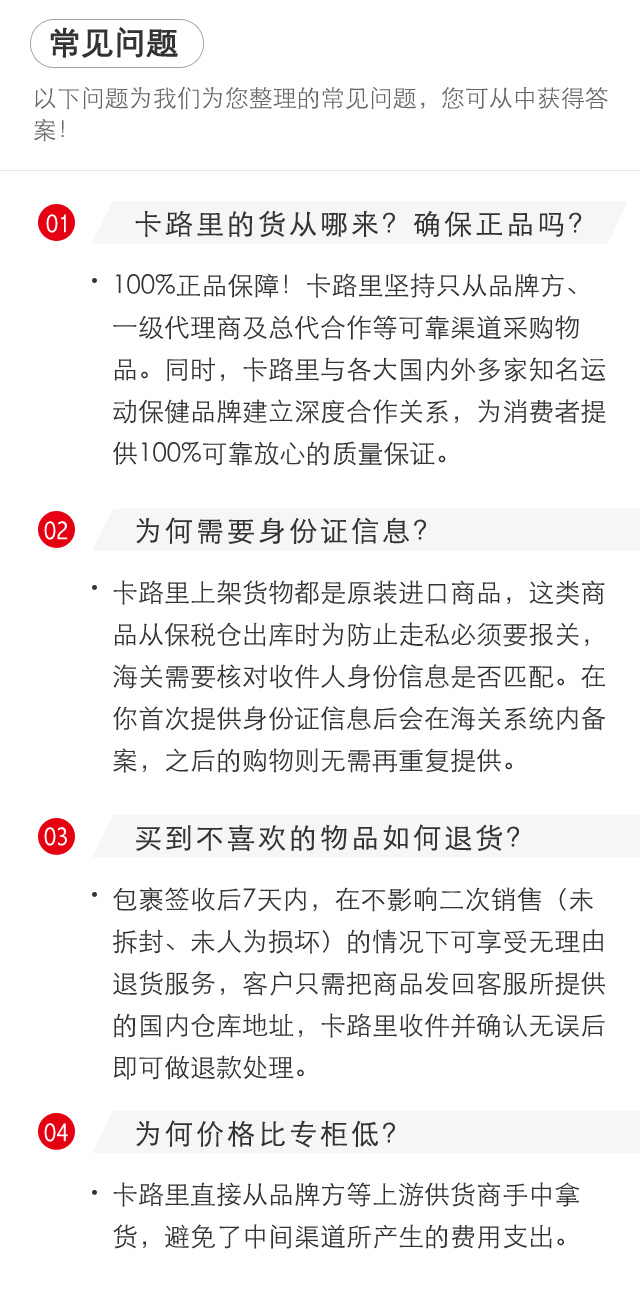 常见问题
以下问题为我们为您整理的常见问题，您可从中获得答
案！
01 卡路里的货从哪来？确保正品吗？
• 100%正品保障！卡路里坚持只从品牌方、
一级代理商及总代合作等可靠渠道采购物
品。同时，卡路里与各大国内外多家知名运
动保健品牌建立深度合作关系，为消费者提
供100%可靠放心的质量保证。
02 为何需要身份证信息？
• 卡路里上架货物都是原装进口商品，这类商
品从保税仓出库时为防止走私必须要报关，
海关需要核对收件人身份信息是否匹配。在
你首次提供身份证信息后会在海关系统内备
案，之后的购物则无需再重复提供。
03 买到不喜欢的物品如何退货？
• 包裹签收后7天内，在不影响二次销售（未
拆封、未人为损坏）的情况下可享受无理由
退货服务，客户只需把商品发回客服所提供
的国内仓库地址，卡路里收件并确认无误后
即可做退款处理。
04 为何价格比专柜低？
• 卡路里直接从品牌方等上游供货商手中拿
货，避免了中间渠道所产生的费用支出。